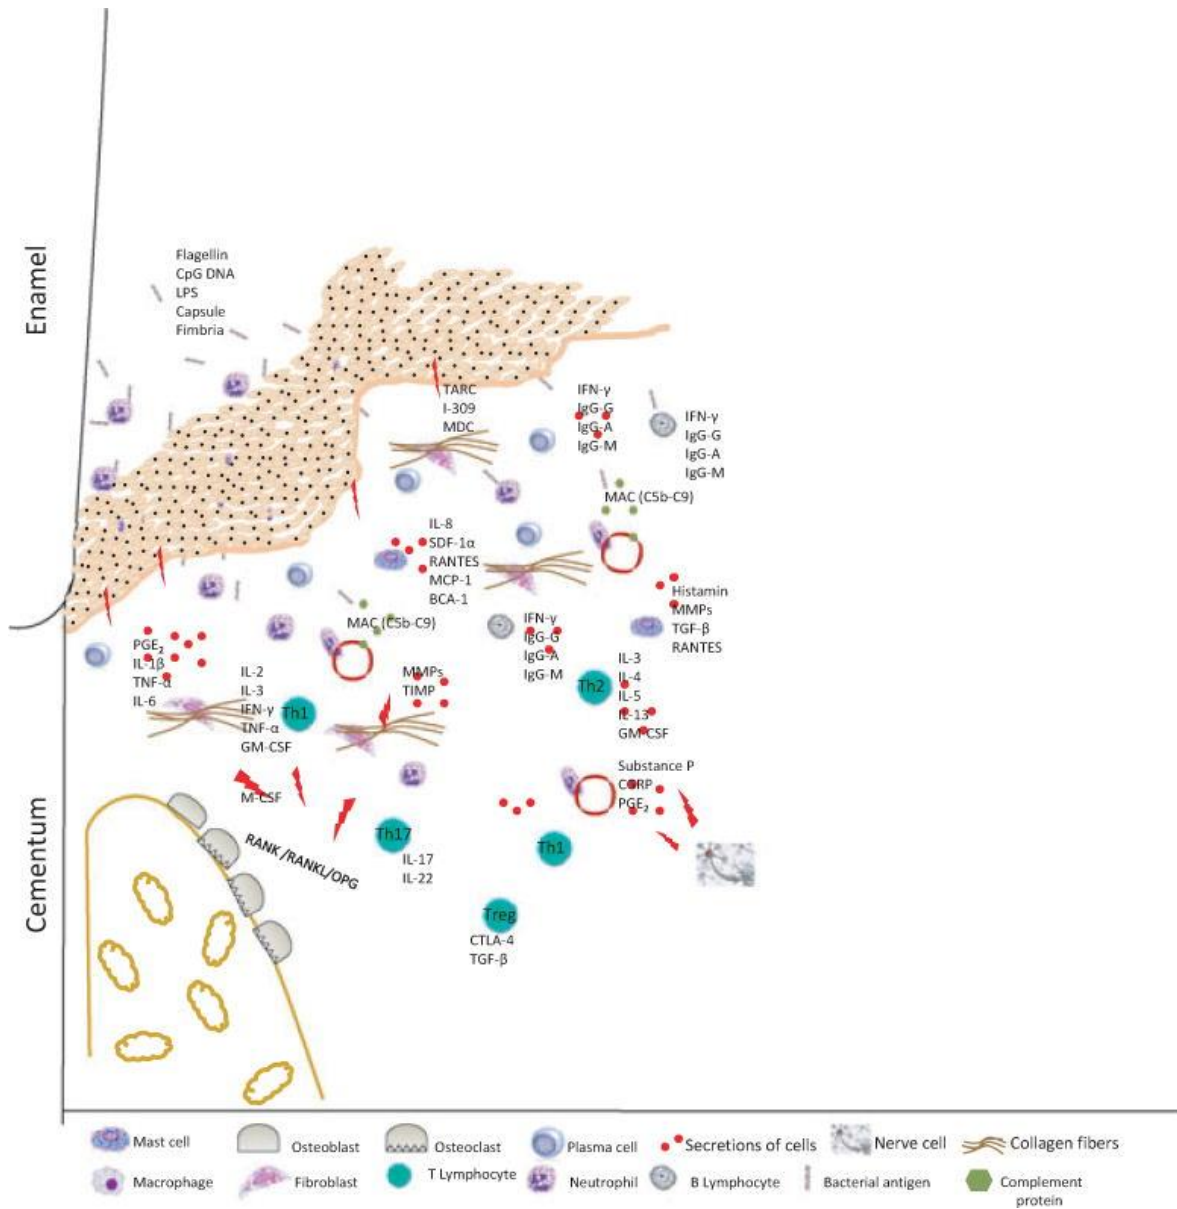 Enamel
Flagellin
CpG DNA
LPS
Capsule
Fimbria
TARC
I-309
MDC
IFN-γ
IgG-G
IgG-A
IgG-M
IFN-γ
IgG-G
IgG-A
IgG-M
MAC (C5b-C9)
IL-8
SDF-1α
RANTES
MCP-1
BCA-1
Histamin
MMPs
TGF-β
RANTES
MAC (C5b-C9)
IFN-γ
IgG-G
IgG-A
IgG-M
PGE₂
IL-1β
TNF-α
IL-6
IL-2
IL-3
IFN-γ
TNF-α
GM-CSF
Th1
MMPs
TIMP
Th2
IL-3
IL-4
IL-5
IL-13
GM-CSF
Cementum
M-CSF
RANK /RANKL/OPG
Th17
IL-17
IL-22
Substance P
CGRP
PGE₂
Th1
Treg
CTLA-4
TGF-β
Mast cell
Osteoblast
Osteoclast
Plasma cell
Secretions of cells
Nerve cell
Collagen fibers
Macrophage
Fibroblast
T Lymphocyte
Neutrophil
B Lymphocyte
Bacterial antigen
Complement
protein